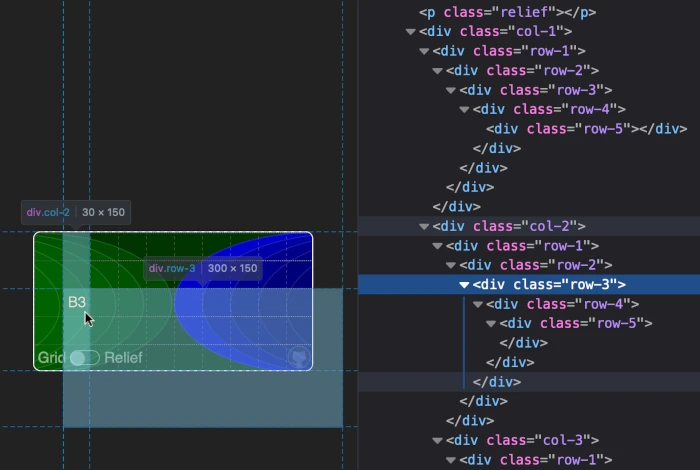 div.col-2 | 30 × 150
div.row-3 | 300 × 150
B3
Grid Relief
<p class="relief"></p>
<div class="col-1">
<div class="row-1">
<div class="row-2">
<div class="row-3">
<div class="row-4">
<div class="row-5"></div>
</div>
</div>
</div>
</div>
<div class="col-2">
<div class="row-1">
<div class="row-2">
<div class="row-3">
<div class="row-4">
<div class="row-5">
</div>
</div>
</div>
</div>
</div>
<div class="col-3">
<div class="row-1">